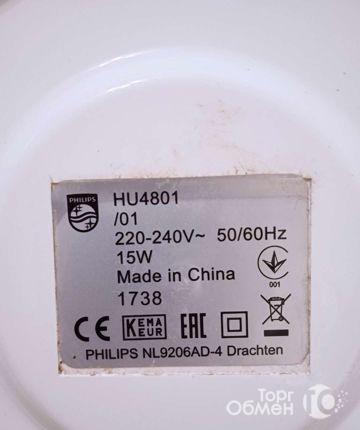 PHILIPS
HU4801
/01
220-240V~ 50/60Hz
15W
Made in China
1738
001
CE KEMA EUR EAC
PHILIPS NL9206AD-4 Drachten
Торг
Обмен